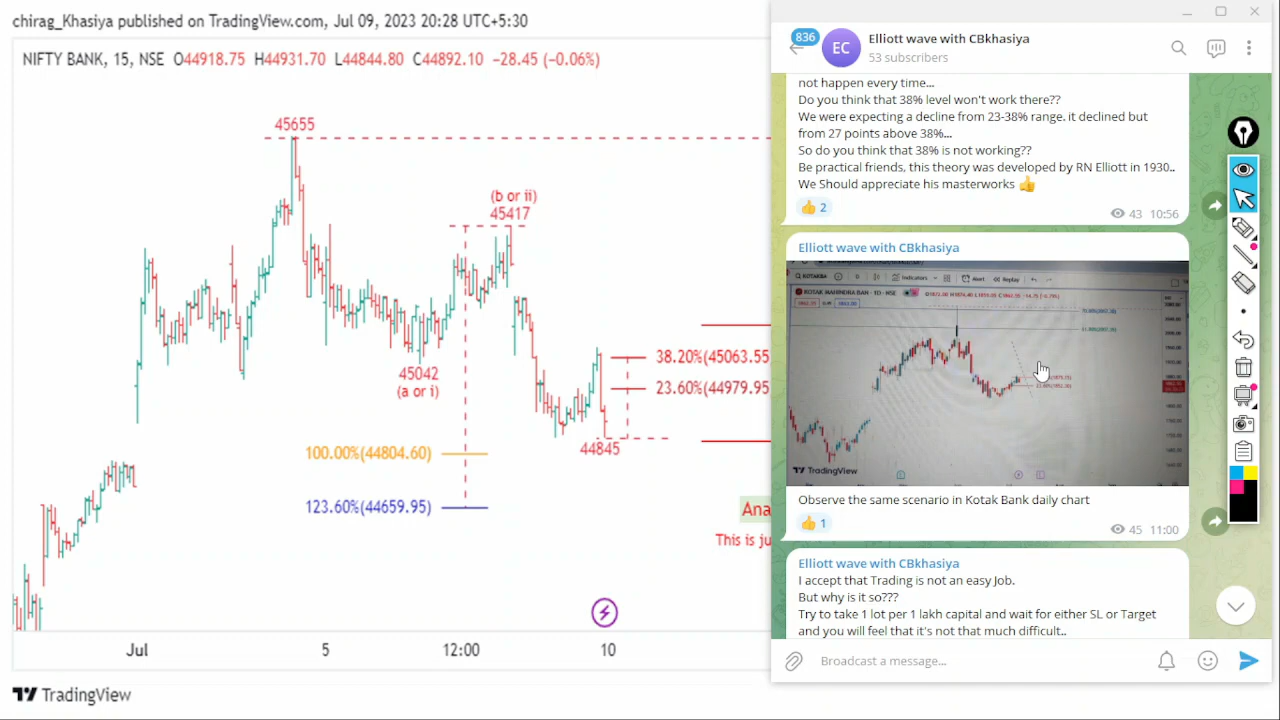 chirag_Khasiya published on TradingView.com, Jul 09, 2023 20:28 UTC+5:30
NIFTY BANK, 15, NSE O44918.75 H44931.70 L44844.80 C44892.10 −28.45 (−0.06%)
45655
(b or ii)
45417
45042
(a or i)
38.20%(45063.55
23.60%(44979.95
44845
100.00%(44804.60)
123.60%(44659.95)
Ana
This is ju
Jul 5 12:00 10
TradingView
836
EC
Elliott wave with CBkhasiya
53 subscribers
not happen every time...
Do you think that 38% level won't work there??
We were expecting a decline from 23-38% range. it declined but
from 27 points above 38%...
So do you think that 38% is not working??
Be practical friends, this theory was developed by RN Elliott in 1930..
We Should appreciate his masterworks 👍
👍 2
43 10:56
Elliott wave with CBkhasiya
KOTAKBA
Indicators
Alert
Replay
KOTAK MAHINDRA BAN · 1D · NSE
TradingView
Observe the same scenario in Kotak Bank daily chart
👍 1
45 11:00
Elliott wave with CBkhasiya
I accept that Trading is not an easy Job.
But why is it so???
Try to take 1 lot per 1 lakh capital and wait for either SL or Target
and you will feel that it's not that much difficult..
Broadcast a message...